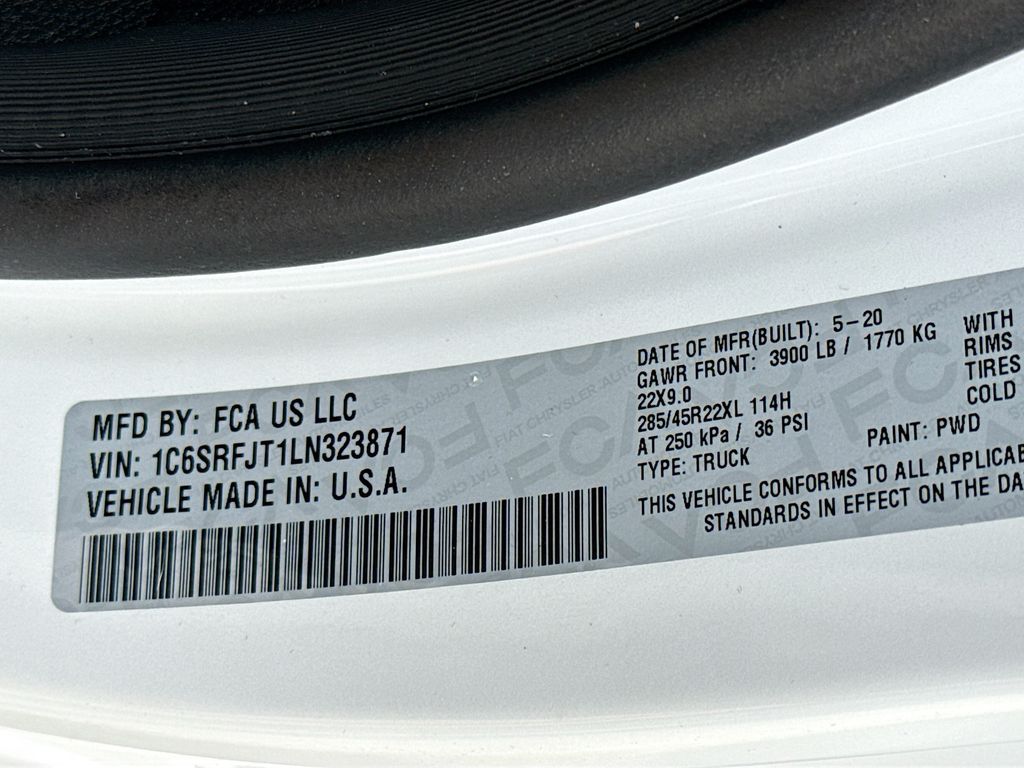 MFD BY: FCA US LLC
VIN: 1C6SRFJT1LN323871
VEHICLE MADE IN: U.S.A.
DATE OF MFR(BUILT): 5-20
GAWR FRONT: 3900 LB / 1770 KG WITH
22X9.0 RIMS
285/45R22XL 114H TIRES
AT 250 kPa / 36 PSI COLD
TYPE: TRUCK PAINT: PWD
THIS VEHICLE CONFORMS TO ALL APPLICAB
STANDARDS IN EFFECT ON THE DA